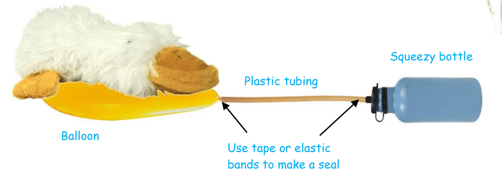 Squeezy bottle
Plastic tubing
Balloon
Use tape or elastic
bands to make a seal